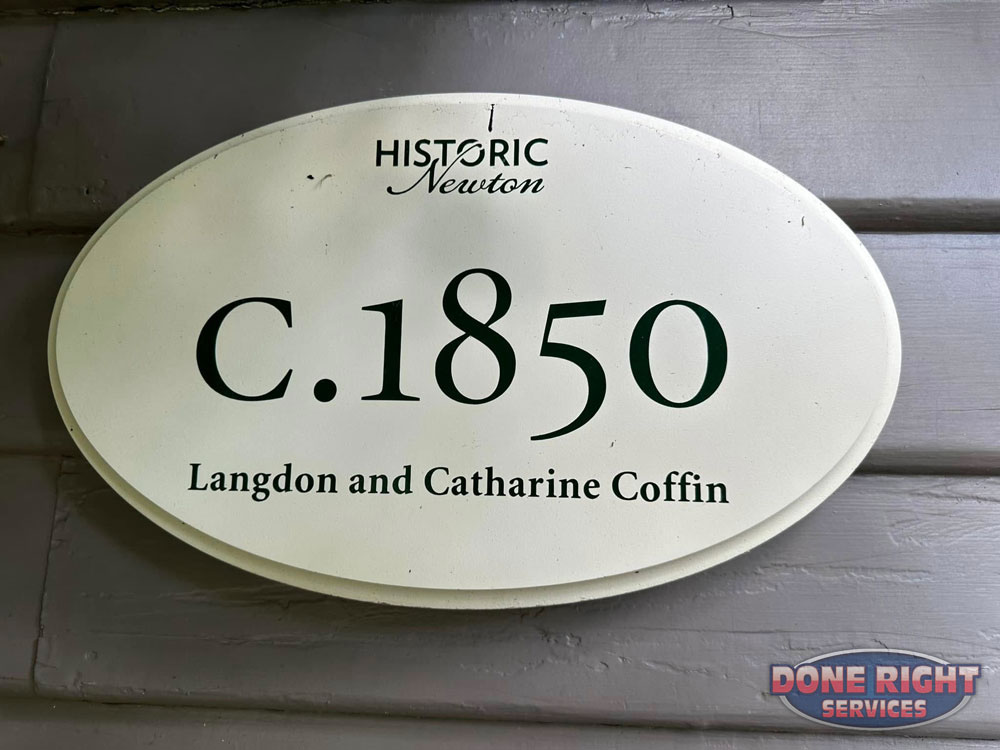 HISTORIC
Newton
C.1850
Langdon and Catharine Coffin
DONE RIGHT
SERVICES